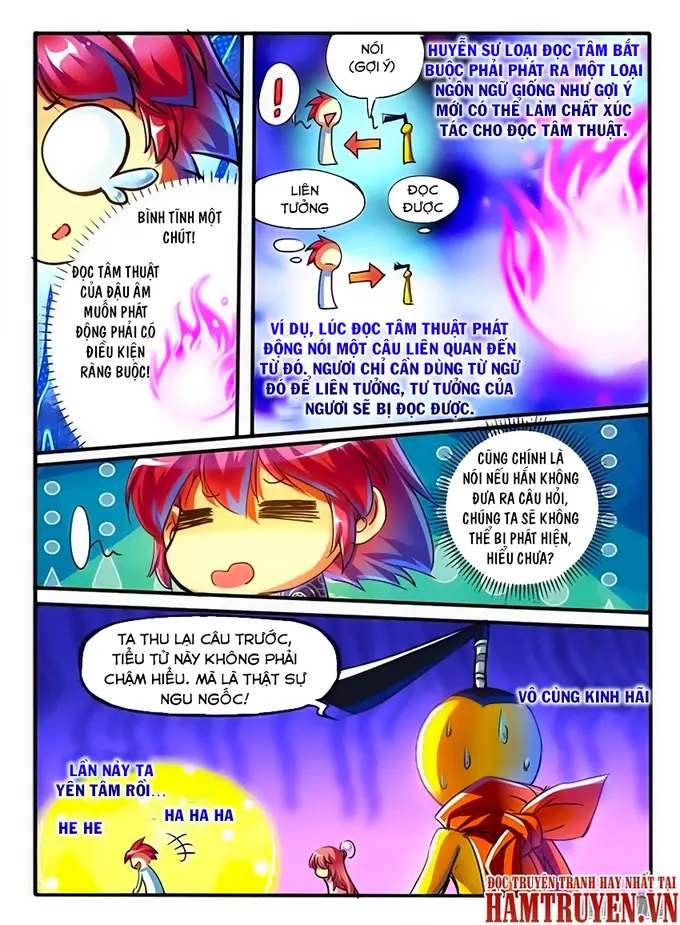 BÌNH TĨNH MỘT
CHÚT!
ĐỌC TÂM THUẬT
CỦA ĐẬU ÂM
MUỐN PHÁT
ĐỘNG PHẢI CÓ
ĐIỀU KIỆN
RÀNG BUỘC!
!
NÓI
(GỢI Ý)
HUYỄN SƯ LOẠI ĐỌC TÂM BẮT
BUÔC PHẢI PHÁT RA MỘT LOẠI
NGÔN NGỮ GIỐNG NHƯ GỢI Ý
MỚI CÓ THỂ LÀM CHẤT XÚC
TÁC CHO ĐỌC TÂM THUẬT.
LIÊN
TƯỞNG
ĐỌC
ĐƯỢC
VÍ DỤ, LÚC ĐỌC TÂM THUẬT PHÁT
ĐỘNG NÓI MỘT CÂU LIÊN QUAN ĐẾN
TỪ ĐÓ. NGƯƠI CHỈ CẦN DÙNG TỪ NGỮ
ĐÓ ĐỂ LIÊN TƯỞNG, TƯ TƯỞNG CỦA
NGƯƠI SẼ BỊ ĐỌC ĐƯỢC.
CŨNG CHÍNH LÀ
NÓI NẾU HẮN KHÔNG
ĐƯA RA CÂU HỎI,
CHÚNG TA SẼ KHÔNG
THỂ BỊ PHÁT HIỆN,
HIỂU CHƯA?
TA THU LẠI CÂU TRƯỚC,
TIỂU TỬ NÀY KHÔNG PHẢI
CHẬM HIỂU. MÀ LÀ THẬT SỰ
NGU NGỐC!
VÔ CÙNG KINH HÃI
LẦN NÀY TA
YÊN TÂM RỒI...
HE HE
HA HA HA
ĐỌC TRUYỆN TRANH HAY NHẤT TẠI
HAMTRUYEN.VN